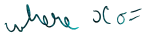 where x σ =